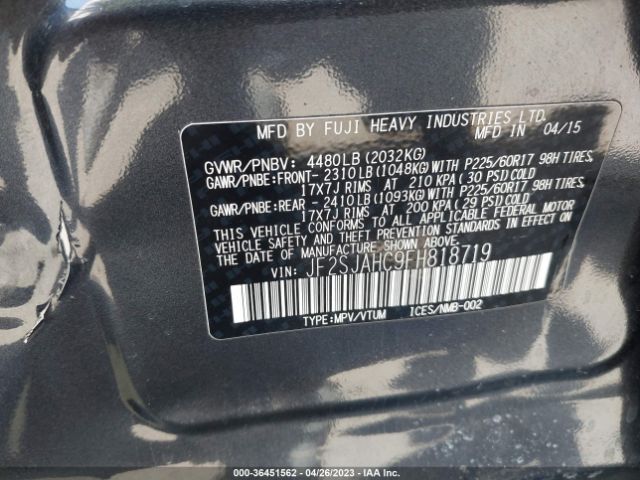 MFD BY FUJI HEAVY INDUSTRIES LTD.
MFD IN 04/15
GVWR/PNBV: 4480LB(2032KG)
GAWR/PNBE:FRONT- 2310LB(1048KG)WITH P225/60R17 98H TIRES,
17X7J RIMS AT 210 KPA(30 PSI)COLD
GAWR/PNBE:REAR - 2410LB(1093KG)WITH P225/60R17 98H TIRES,
17X7J RIMS AT 200 KPA(29 PSI)COLD
THIS VEHICLE CONFORMS TO ALL APPLICABLE FEDERAL MOTOR
VEHICLE SAFETY AND THEFT PREVENTION STANDARDS IN EFFECT ON
THE DATE OF MANUFACTURE SHOWN ABOVE.
VIN: JF2SJAHC9FH818719
TYPE:MPV/VTUM ICES/NMB-002
000-36451562 - 04/26/2023 - IAA Holdings, LLC.